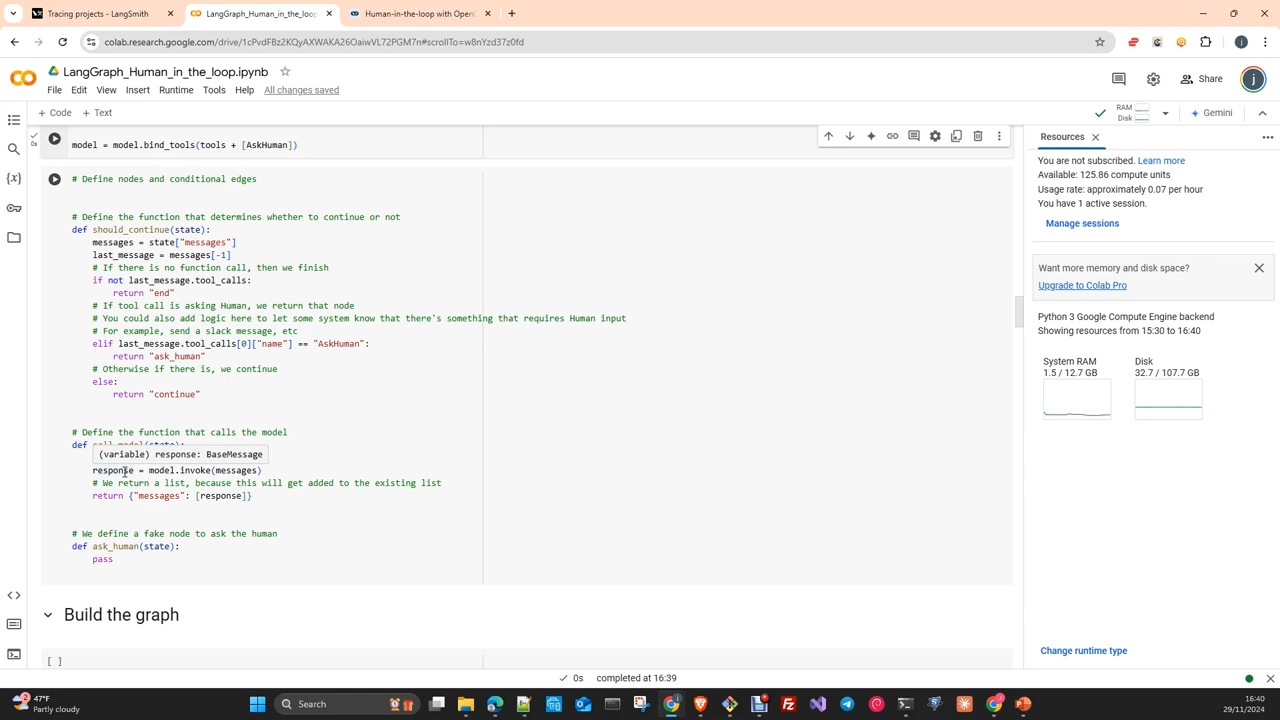 Tracing projects - LangSmith
LangGraph_Human_in_the_loop.
Human-in-the-loop with Open
colab.research.google.com/drive/1cPvdFBz2KQyAXWAKA26OaiwVL72PGM7n#scrollTo=w8nYzd37z0fd
LangGraph_Human_in_the_loop.ipynb
File Edit View Insert Runtime Tools Help All changes saved
Share
+ Code + Text
RAM
Disk
Gemini
0s
model = model.bind_tools(tools + [AskHuman])
# Define nodes and conditional edges
# Define the function that determines whether to continue or not
def should_continue(state):
messages = state["messages"]
last_message = messages[-1]
# If there is no function call, then we finish
if not last_message.tool_calls:
return "end"
# If tool call is asking Human, we return that node
# You could also add logic here to let some system know that there's something that requires Human input
# For example, send a slack message, etc
elif last_message.tool_calls[0]["name"] == "AskHuman":
return "ask_human"
# Otherwise if there is, we continue
else:
return "continue"
# Define the function that calls the model
def call_model(state):
(variable) response: BaseMessage
response = model.invoke(messages)
# We return a list, because this will get added to the existing list
return {"messages": [response]}
# We define a fake node to ask the human
def ask_human(state):
pass
Build the graph
[ ]
Resources
You are not subscribed. Learn more
Available: 125.86 compute units
Usage rate: approximately 0.07 per hour
You have 1 active session.
Manage sessions
Want more memory and disk space?
Upgrade to Colab Pro
Python 3 Google Compute Engine backend
Showing resources from 15:30 to 16:40
System RAM
1.5 / 12.7 GB
Disk
32.7 / 107.7 GB
Change runtime type
0s completed at 16:39
2
47°F
Partly cloudy
Search
16:40
29/11/2024